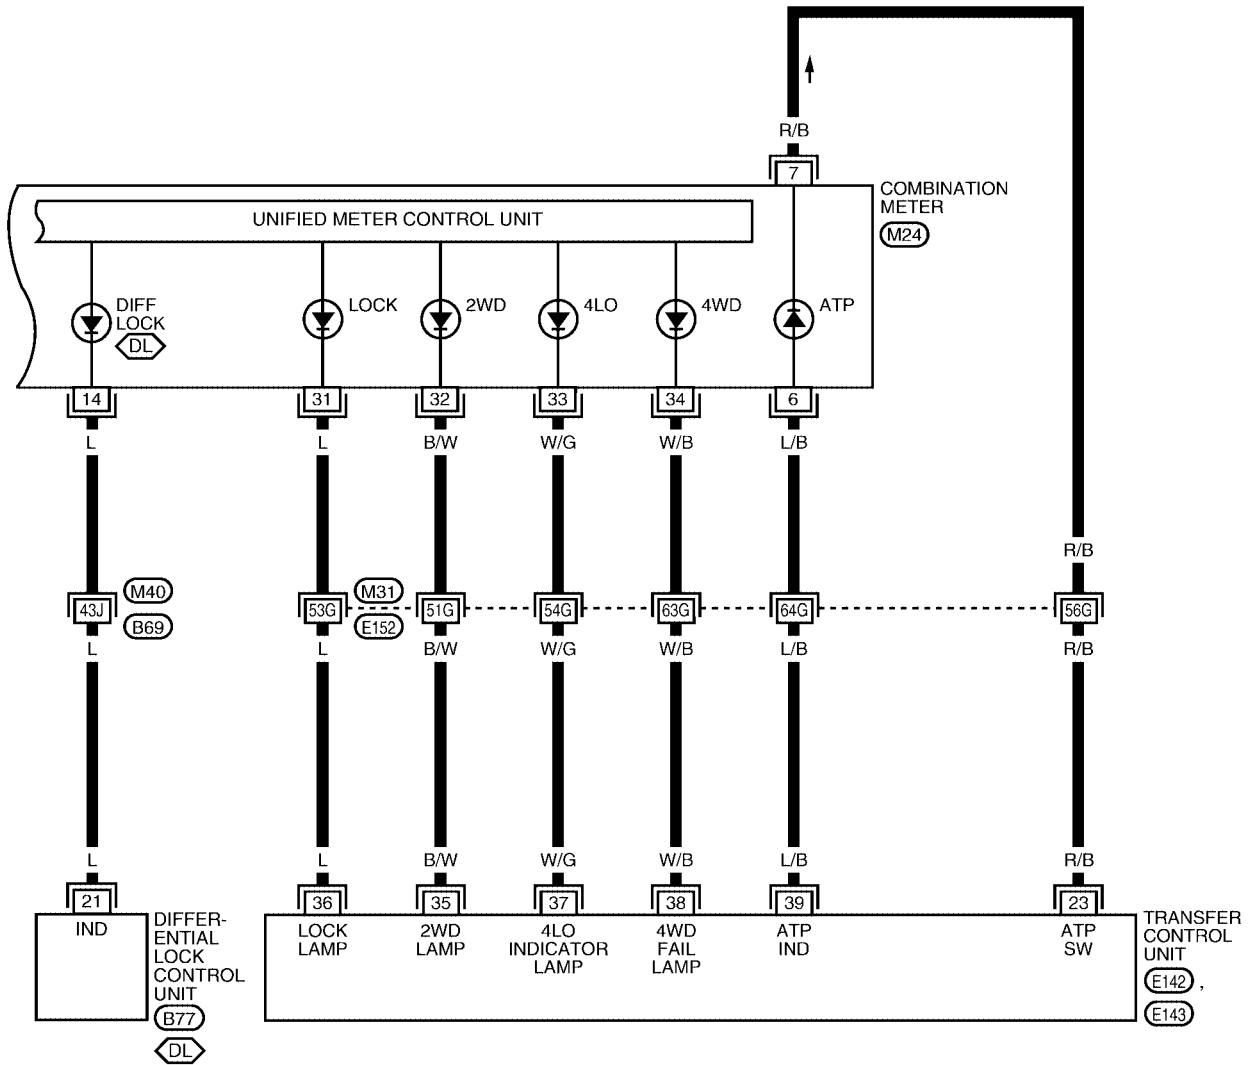 R/B
7
COMBINATION
METER
M24
UNIFIED METER CONTROL UNIT
DIFF
LOCK
DL
LOCK
2WD
4LO
4WD
ATP
14 31 32 33 34 6
L L B/W W/G W/B L/B
R/B
M40
B69
M31
E152
43J 53G 51G 54G 63G 64G 56G
L L B/W W/G W/B L/B R/B
L L B/W W/G W/B L/B R/B
21 36 35 37 38 39 23
IND
DIFFER-
ENTIAL
LOCK
CONTROL
UNIT
B77
DL
LOCK
LAMP
2WD
LAMP
4LO
INDICATOR
LAMP
4WD
FAIL
LAMP
ATP
IND
ATP
SW
TRANSFER
CONTROL
UNIT
E142 ,
E143